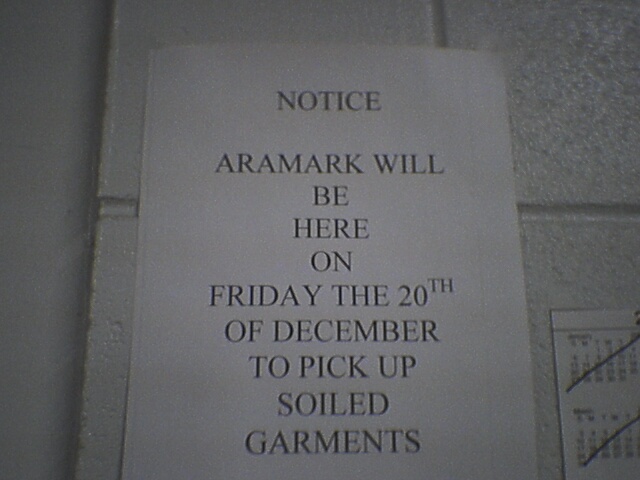 NOTICE
ARAMARK WILL
BE
HERE
ON
FRIDAY THE 20TH
OF DECEMBER
TO PICK UP
SOILED
GARMENTS